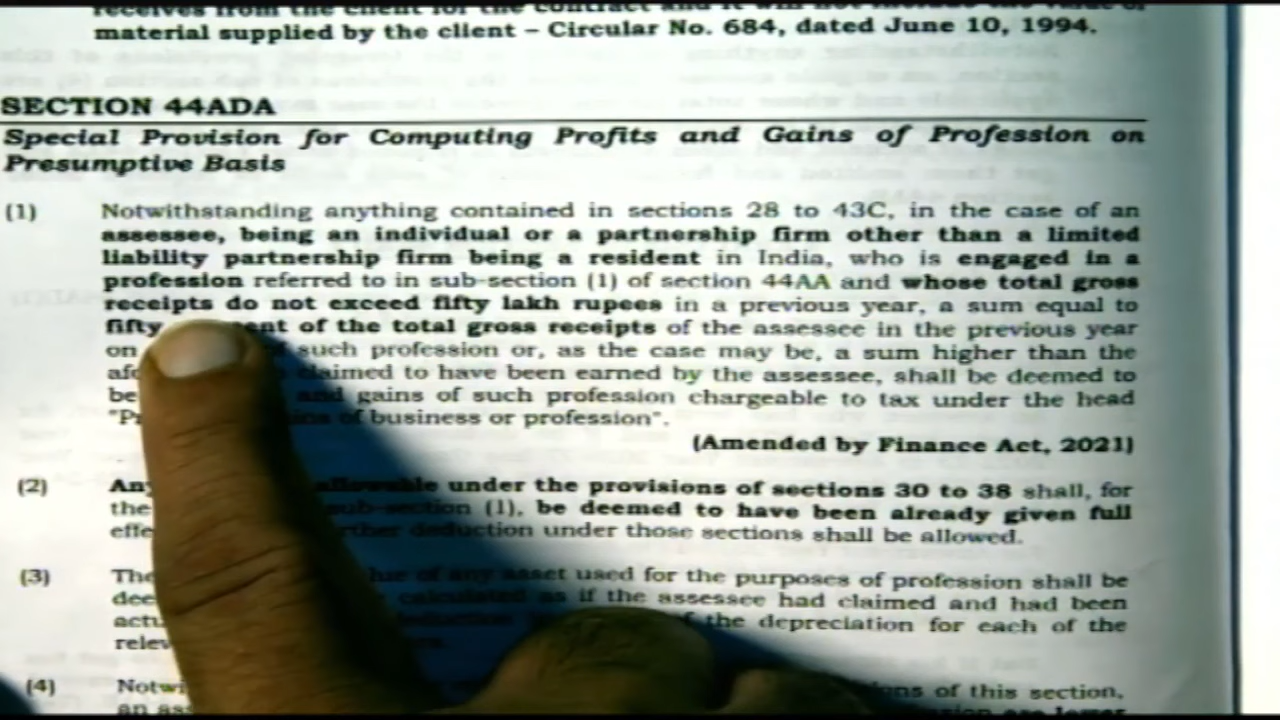 material supplied by the client – Circular No. 684, dated June 10, 1994.
SECTION 44ADA
Special Provision for Computing Profits and Gains of Profession on
Presumptive Basis
(1) Notwithstanding anything contained in sections 28 to 43C, in the case of an
assessee, being an individual or a partnership firm other than a limited
liability partnership firm being a resident in India, who is engaged in a
profession referred to in sub-section (1) of section 44AA and whose total gross
receipts do not exceed fifty lakh rupees in a previous year, a sum equal to
fifty of the total gross receipts of the assessee in the previous year
on such profession or, as the case may be, a sum higher than the
claimed to have been earned by the assessee, shall be deemed to
be gains of such profession chargeable to tax under the head
of business or profession".
(Amended by Finance Act, 2021)
(2) allowable under the provisions of sections 30 to 38 shall, for
the sub-section (1), be deemed to have been already given full
deduction under those sections shall be allowed.
(3) of any asset used for the purposes of profession shall be
calculated as if the assessee had claimed and had been
the depreciation for each of the
(4) of this section,